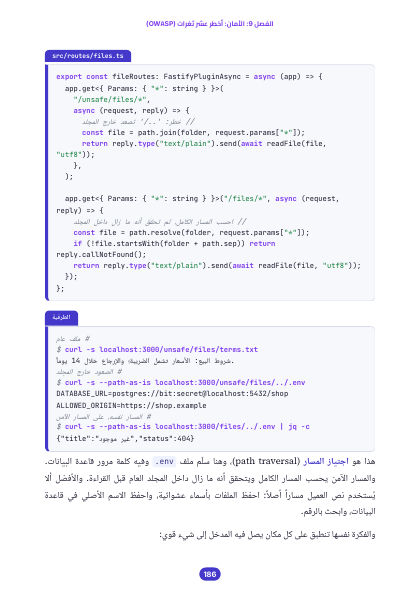 الفصل 9: الأمان: أخطر عشر ثغرات (OWASP)
src/routes/files.ts
export const fileRoutes: FastifyPluginAsync = async (app) => {
  app.get<{ Params: { "*": string } }>(
    "/unsafe/files/*",
    async (request, reply) => {
      // خطر: '../' تصعد خارج المجلد
      const file = path.join(folder, request.params["*"]);
      return reply.type("text/plain").send(await readFile(file,
"utf8"));
    },
  );
  app.get<{ Params: { "*": string } }>("/files/*", async (request,
reply) => {
    // احسب المسار الكامل، ثم تحقق أنه ما زال داخل المجلد
    const file = path.resolve(folder, request.params["*"]);
    if (!file.startsWith(folder + path.sep)) return
reply.callNotFound();
    return reply.type("text/plain").send(await readFile(file, "utf8"));
  });
};
الطرفية
# ملف عام
$ curl -s localhost:3000/unsafe/files/terms.txt
شروط البيع: الأسعار تشمل الضريبة، والإرجاع خلال 14 يوماً.
# الصعود خارج المجلد
$ curl -s --path-as-is localhost:3000/unsafe/files/../.env
DATABASE_URL=postgres://bit:secret@localhost:5432/shop
ALLOWED_ORIGIN=https://shop.example
# المسار نفسه، على المسار الآمن
$ curl -s --path-as-is localhost:3000/files/../.env | jq -c
{"title":"غير موجود","status":404}
هذا هو اجتياز المسار (path traversal)، وهنا سلّم ملف .env وفيه كلمة مرور قاعدة البيانات.
والمسار الآمن يحسب المسار الكامل ويتحقق أنه ما زال داخل المجلد العام قبل القراءة. والأفضل ألا
يُستخدم نص العميل مساراً أصلاً: احفظ الملفات بأسماء عشوائية، واحفظ الاسم الأصلي في قاعدة
البيانات، وابحث بالرقم.
والفكرة نفسها تنطبق على كل مكان يصل فيه المدخل إلى شيء قوي:
186